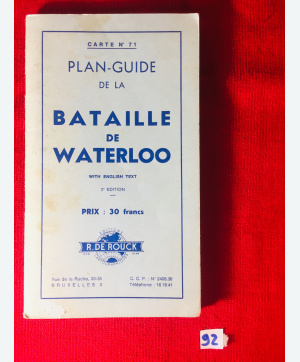 CARTE N° 71
PLAN-GUIDE
DE LA
BATAILLE
DE
WATERLOO
WITH ENGLISH TEXT
PRIX : 30 francs
R. DE ROUCK
BRUXELLES
C. C. P. : N°
Téléphone :
92